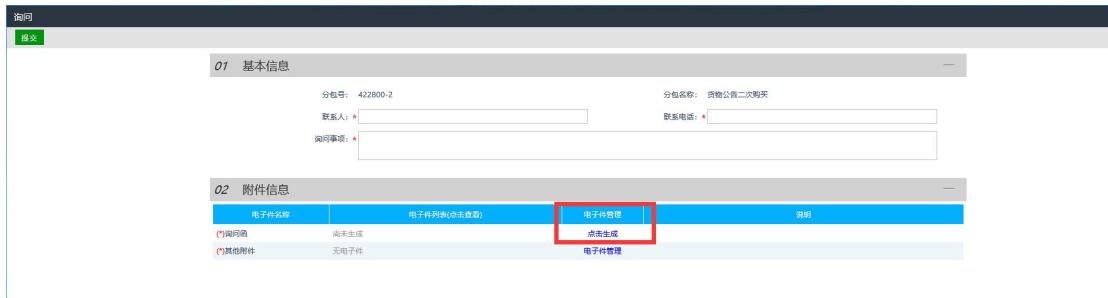 询问
提交
01 基本信息 —
分包号： 422800-2 分包名称： 货物公告二次购买
联系人：* 联系电话：*
询问事项：*
02 附件信息 —
电子件名称 电子件列表(点击查看) 电子件管理 说明
(*)询问函 尚未生成 点击生成
(*)其他附件 无电子件 电子件管理